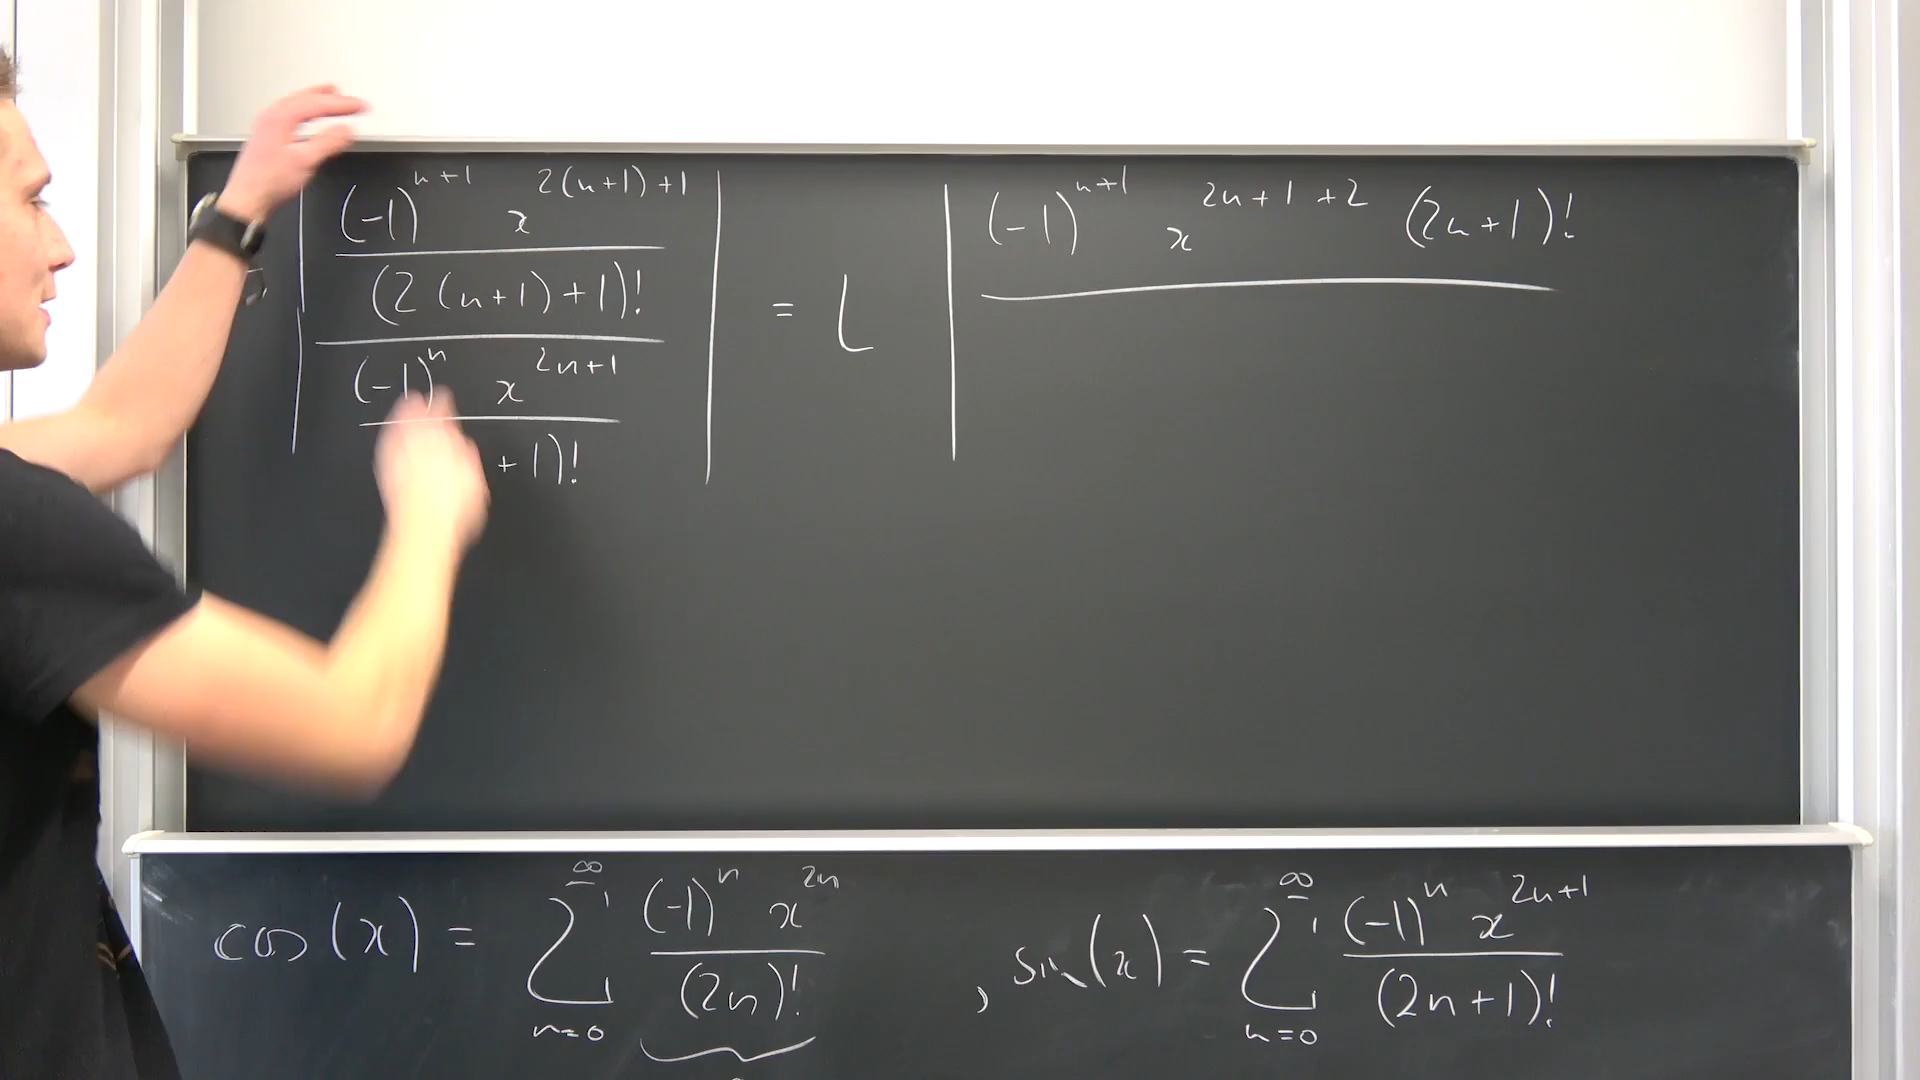 | (-1)^{n+1} x^{2(n+1)+1} / (2(n+1)+1)! / (-1)^n x^{2n+1} / +1)! | = L | (-1)^{n+1} x^{2n+1+2} (2n+1)!
cos(x) = ∑_{n=0}^{∞} (-1)^n x^{2n} / (2n)! , sin(x) = ∑_{n=0}^{∞} (-1)^n x^{2n+1} / (2n+1)!